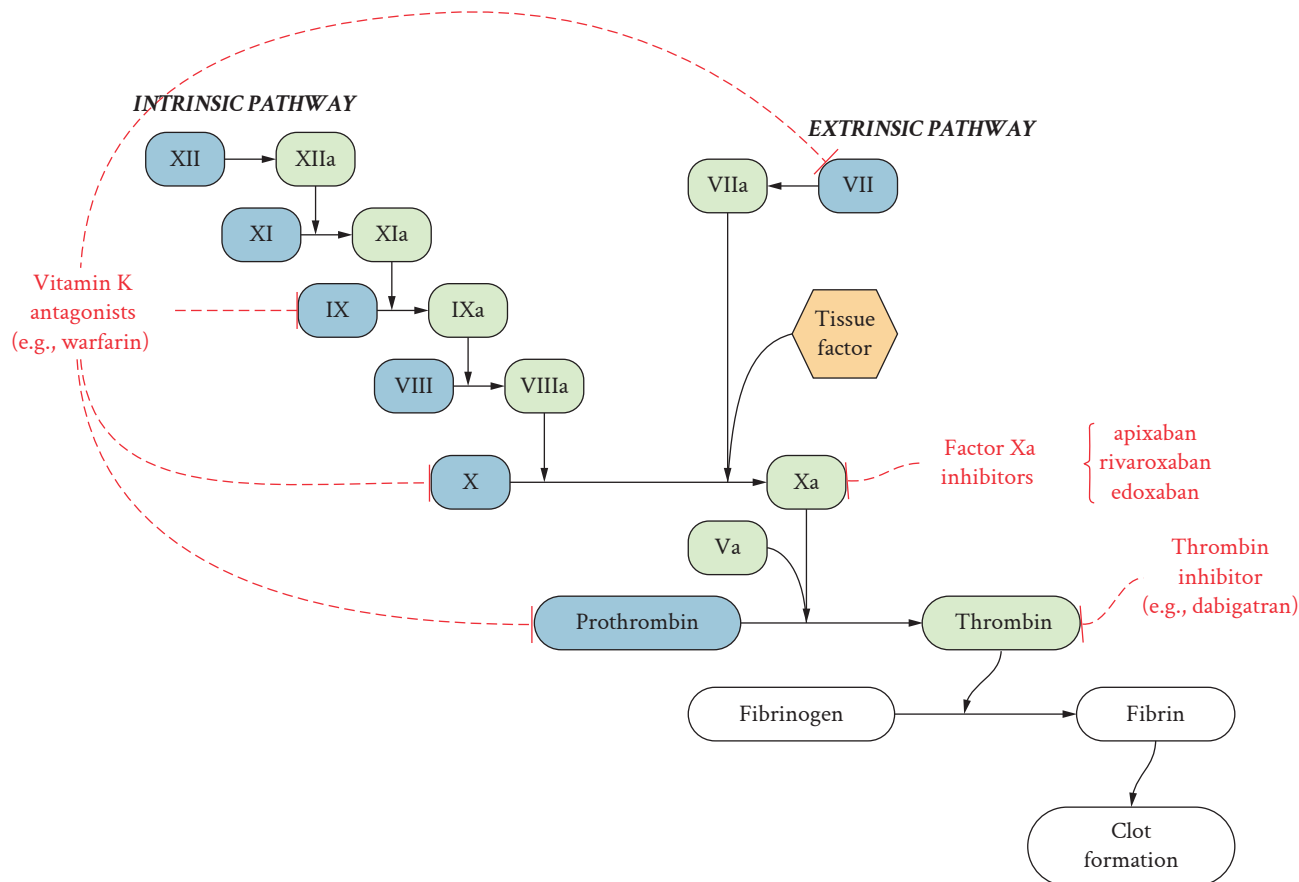 INTRINSIC PATHWAY
EXTRINSIC PATHWAY
XII
XIIa
VIIa
VII
XI
XIa
Vitamin K
antagonists
(e.g., warfarin)
IX
IXa
Tissue
factor
VIII
VIIIa
X
Xa
Factor Xa
inhibitors
apixaban
rivaroxaban
edoxaban
Va
Thrombin
inhibitor
(e.g., dabigatran)
Prothrombin
Thrombin
Fibrinogen
Fibrin
Clot
formation